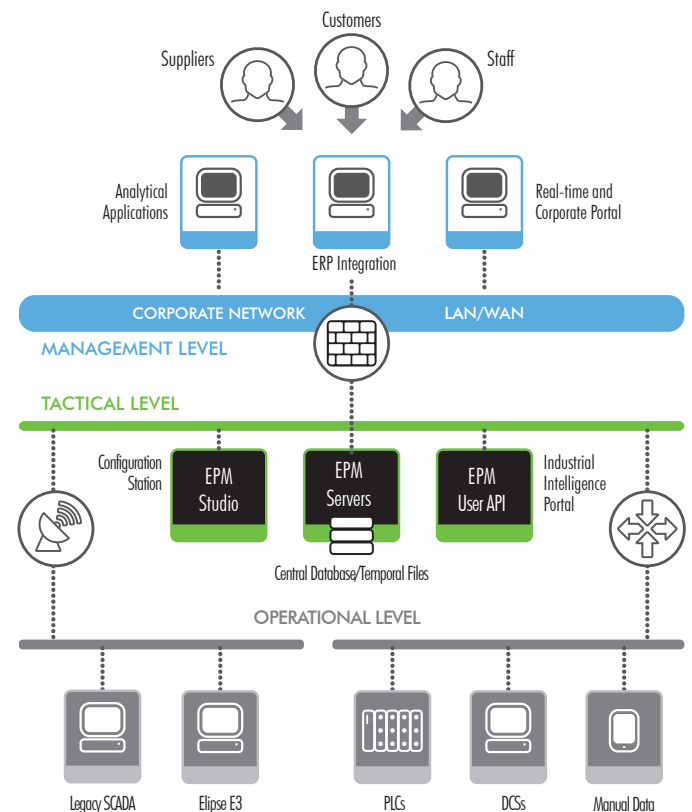 Customers
Suppliers
Staff
Analytical
Applications
ERP Integration
Real-time and
Corporate Portal
CORPORATE NETWORK
LAN/WAN
MANAGEMENT LEVEL
TACTICAL LEVEL
Configuration
Station
EPM
Studio
EPM
Servers
EPM
User API
Industrial
Intelligence
Portal
Central Database/Temporal Files
OPERATIONAL LEVEL
Legacy SCADA
Elipse E3
PLCs
DCSs
Manual Data